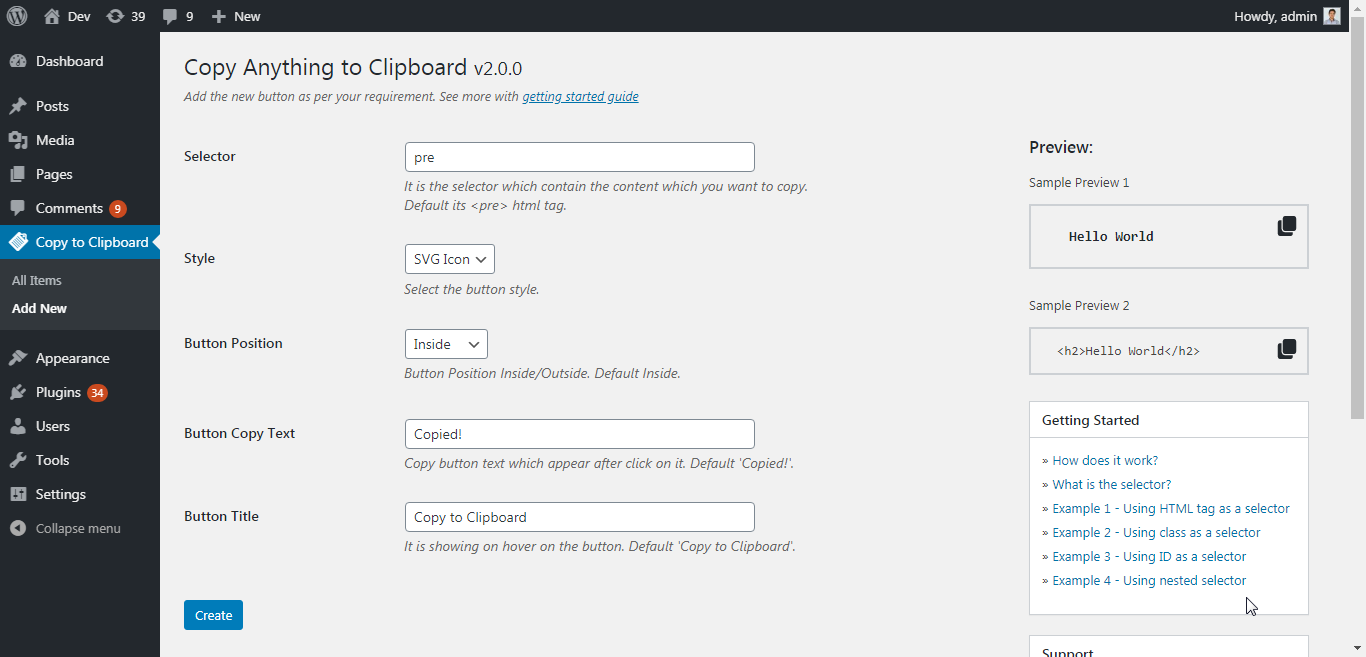 Dev 39 9 New Howdy, admin
Dashboard
Posts
Media
Pages
Comments 9
Copy to Clipboard
All Items
Add New
Appearance
Plugins 34
Users
Tools
Settings
Collapse menu
Copy Anything to Clipboard v2.0.0
Add the new button as per your requirement. See more with getting started guide
Selector
pre
It is the selector which contain the content which you want to copy.
Default its <pre> html tag.
Style
SVG Icon
Select the button style.
Button Position
Inside
Button Position Inside/Outside. Default Inside.
Button Copy Text
Copied!
Copy button text which appear after click on it. Default 'Copied!'.
Button Title
Copy to Clipboard
It is showing on hover on the button. Default 'Copy to Clipboard'.
Create
Preview:
Sample Preview 1
Hello World
Sample Preview 2
<h2>Hello World</h2>
Getting Started
» How does it work?
» What is the selector?
» Example 1 - Using HTML tag as a selector
» Example 2 - Using class as a selector
» Example 3 - Using ID as a selector
» Example 4 - Using nested selector
Support